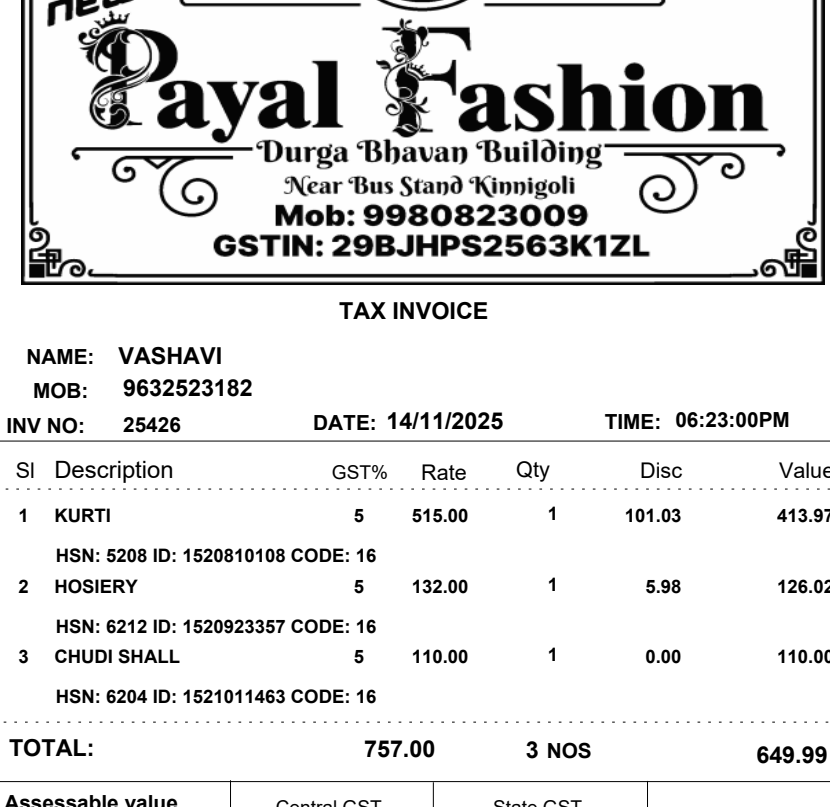 new
Payal Fashion
Durga Bhavan Building
Near Bus Stand Kinnigoli
Mob: 9980823009
GSTIN: 29BJHPS2563K1ZL
TAX INVOICE
NAME: VASHAVI
MOB: 9632523182
INV NO: 25426 DATE: 14/11/2025 TIME: 06:23:00PM
Sl Description GST% Rate Qty Disc Value
1 KURTI 5 515.00 1 101.03 413.97
HSN: 5208 ID: 1520810108 CODE: 16
2 HOSIERY 5 132.00 1 5.98 126.02
HSN: 6212 ID: 1520923357 CODE: 16
3 CHUDI SHALL 5 110.00 1 0.00 110.00
HSN: 6204 ID: 1521011463 CODE: 16
TOTAL: 757.00 3 NOS 649.99
Assessable value Central GST State GST